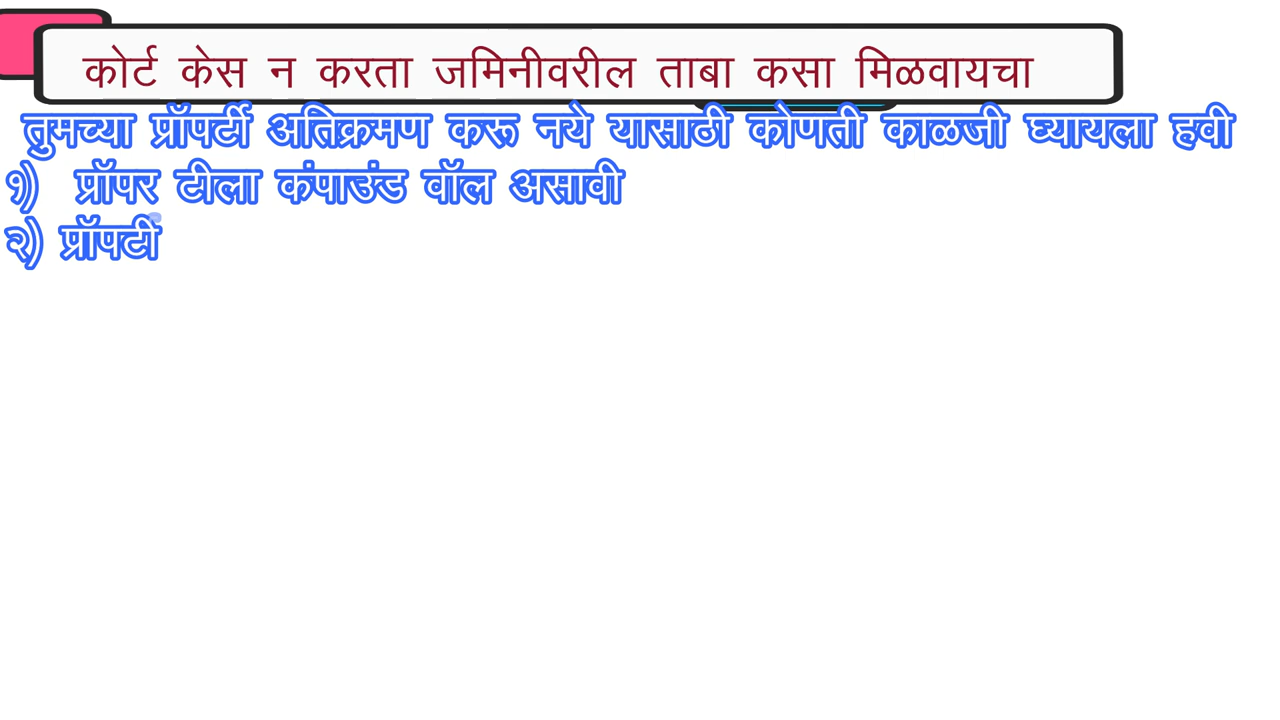 कोर्ट केस न करता जमिनीवरील ताबा कसा मिळवायचा
तुमच्या प्रॉपर्टी अतिक्रमण करू नये यासाठी कोणती काळजी घ्यायला हवी
१) प्रॉपर टीला कंपाउंड वॉल असावी
२) प्रॉपर्टी